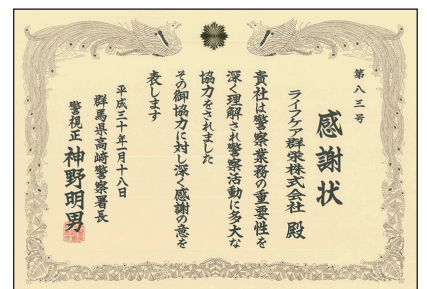 第八三号
感謝状
ライフケア群栄株式会社 殿
貴社は警察業務の重要性を
深く理解され警察活動に多大な
協力をされました
その御協力に対し深く感謝の意を
表します
平成三十年一月十八日
群馬県高崎警察署長
警視正 神野明男